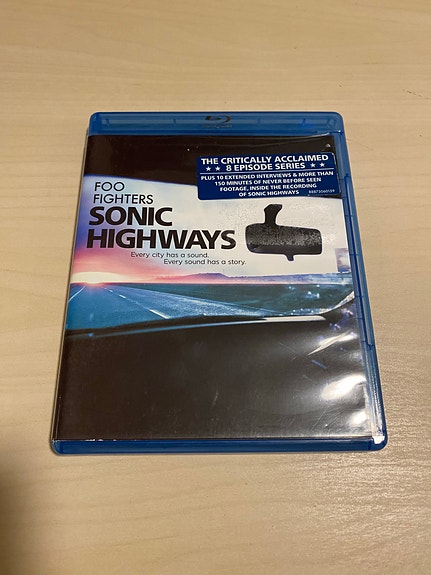 THE CRITICALLY ACCLAIMED
★ ★ 8 EPISODE SERIES ★ ★
PLUS 10 EXTENDED INTERVIEWS & MORE THAN
150 MINUTES OF NEVER BEFORE SEEN
FOOTAGE, INSIDE THE RECORDING
OF SONIC HIGHWAYS
88875060159
FOO
FIGHTERS
SONIC
HIGHWAYS
Every city has a sound.
Every sound has a story.